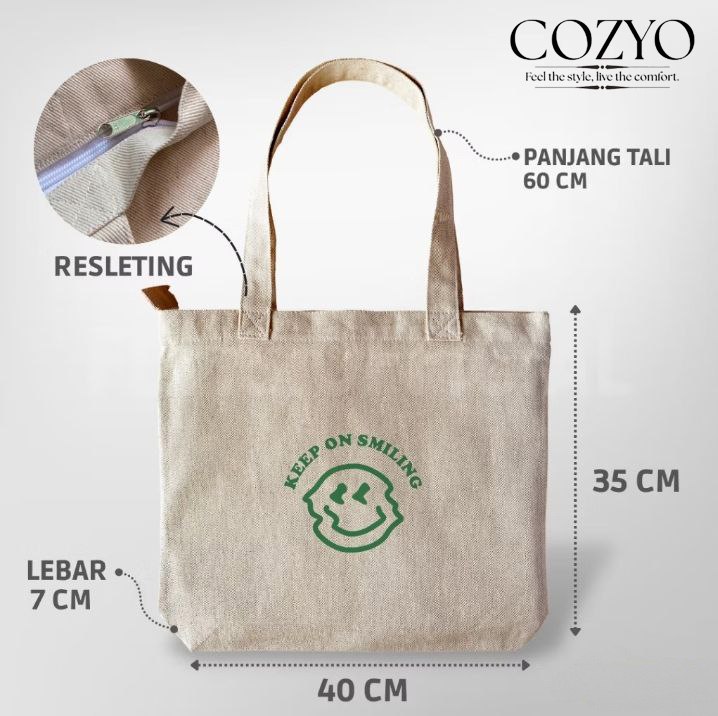 COZYO
Feel the style, live the comfort.
PANJANG TALI
60 CM
RESLETING
KEEP ON SMILING
35 CM
LEBAR
7 CM
40 CM